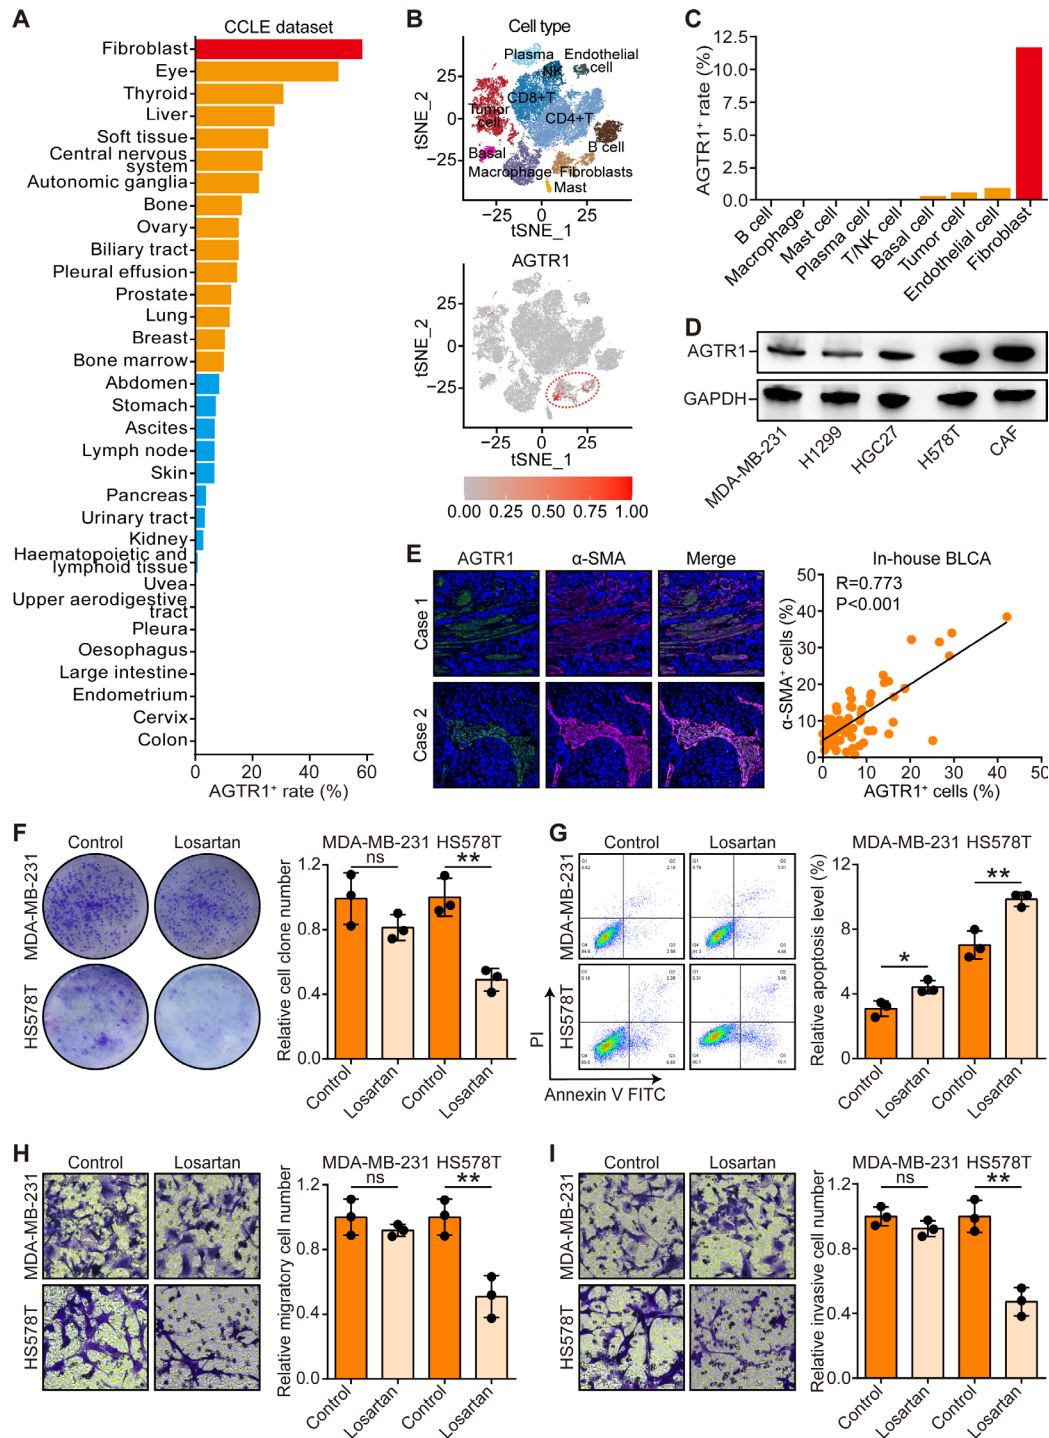 A
CCLE dataset
Fibroblast
Eye
Thyroid
Liver
Soft tissue
Central nervous
system
Autonomic ganglia
Bone
Ovary
Biliary tract
Pleural effusion
Prostate
Lung
Breast
Bone marrow
Abdomen
Stomach
Ascites
Lymph node
Skin
Pancreas
Urinary tract
Kidney
Haematopoietic and
lymphoid tissue
Uvea
Upper aerodigestive
tract
Pleura
Oesophagus
Large intestine
Endometrium
Cervix
Colon
0 20 40 60
AGTR1⁺ rate (%)
B
Cell type
Plasma
Endothelial
cell
NK
CD8+T
Tumor
cell
CD4+T
B cell
Basal
Macrophage
Fibroblasts
Mast
tSNE_2
25
0
−25
−25 0 25
tSNE_1
AGTR1
tSNE_2
25
0
−25
−25 0 25
tSNE_1
0.00 0.25 0.50 0.75 1.00
C
AGTR1⁺ rate (%)
12.5
10.0
7.5
5.0
2.5
0.0
B cell
Macrophage
Mast cell
Plasma cell
T/NK cell
Basal cell
Tumor cell
Endothelial cell
Fibroblast
D
AGTR1
GAPDH
MDA-MB-231
H1299
HGC27
H578T
CAF
E
AGTR1 α-SMA Merge
Case 1
Case 2
In-house BLCA
R=0.773
P<0.001
α-SMA⁺ cells (%)
50
40
30
20
10
0
0 10 20 30 40 50
AGTR1⁺ cells (%)
F
Control Losartan
MDA-MB-231
HS578T
MDA-MB-231 HS578T
ns
**
Relative cell clone number
1.2
0.8
0.4
0.0
Control
Losartan
Control
Losartan
G
Control Losartan
MDA-MB-231
HS578T
PI
Annexin V FITC
MDA-MB-231 HS578T
*
**
Relative apoptosis level (%)
12
8
4
0
Control
Losartan
Control
Losartan
H
Control Losartan
MDA-MB-231
HS578T
MDA-MB-231 HS578T
ns
**
Relative migratory cell number
1.2
0.8
0.4
0.0
Control
Losartan
Control
Losartan
I
Control Losartan
MDA-MB-231
HS578T
MDA-MB-231 HS578T
ns
**
Relative invasive cell number
1.2
0.8
0.4
0.0
Control
Losartan
Control
Losartan